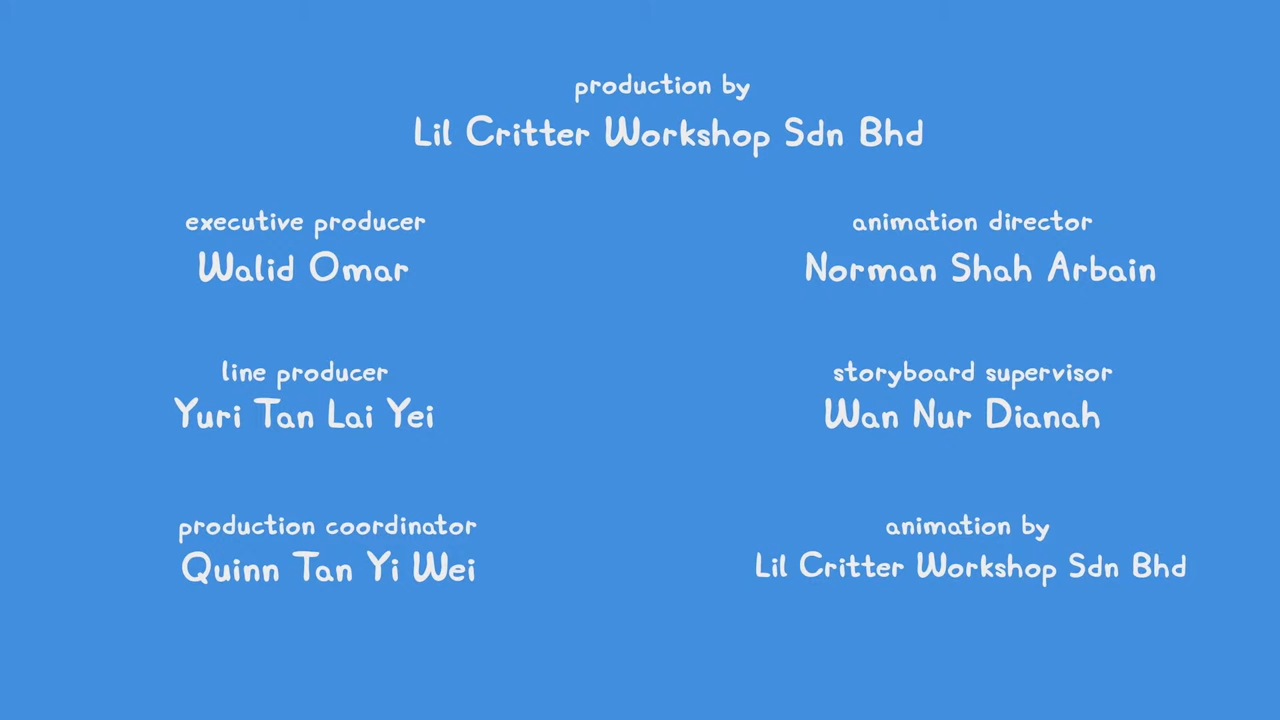 production by
Lil Critter Workshop Sdn Bhd
executive producer
Walid Omar
animation director
Norman Shah Arbain
line producer
Yuri Tan Lai Yei
storyboard supervisor
Wan Nur Dianah
production coordinator
Quinn Tan Yi Wei
animation by
Lil Critter Workshop Sdn Bhd